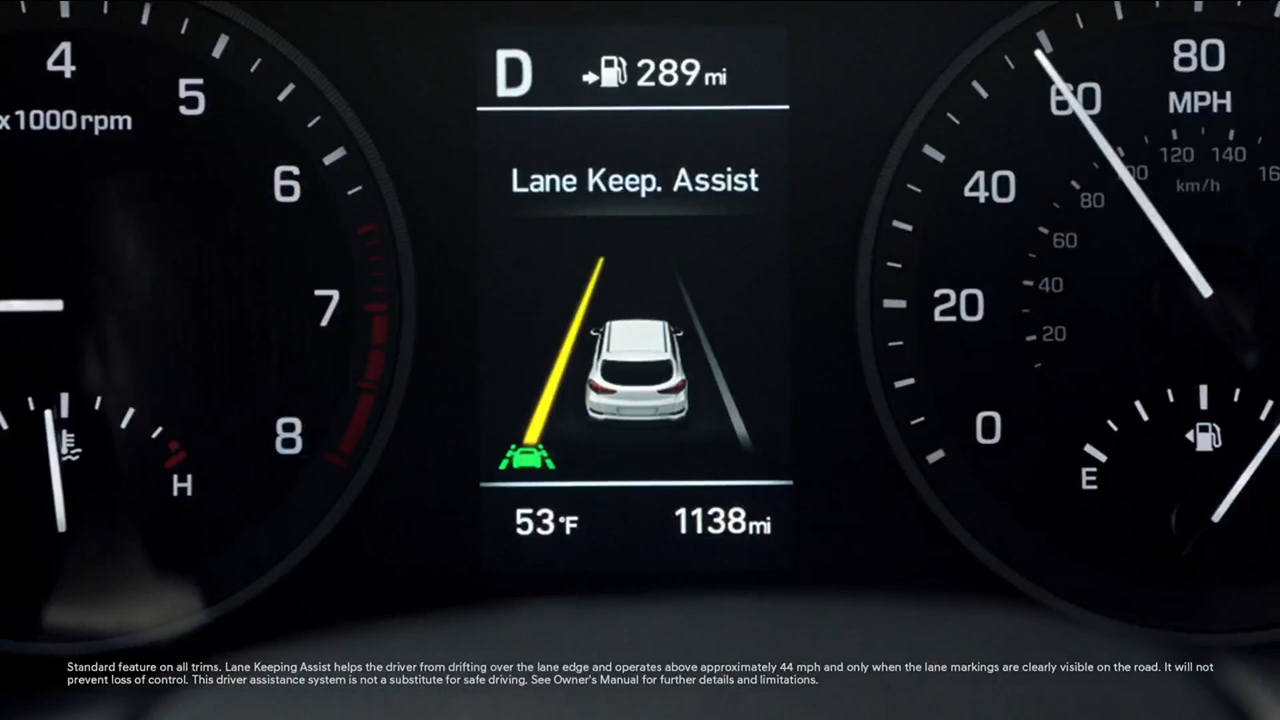 4
5
x1000rpm
6
7
8
H
D
289 mi
Lane Keep. Assist
53°F
1138 mi
80
MPH
60
40
20
0
120
140
km/h
80
60
40
20
E
Standard feature on all trims. Lane Keeping Assist helps the driver from drifting over the lane edge and operates above approximately 44 mph and only when the lane markings are clearly visible on the road. It will not
prevent loss of control. This driver assistance system is not a substitute for safe driving. See Owner's Manual for further details and limitations.